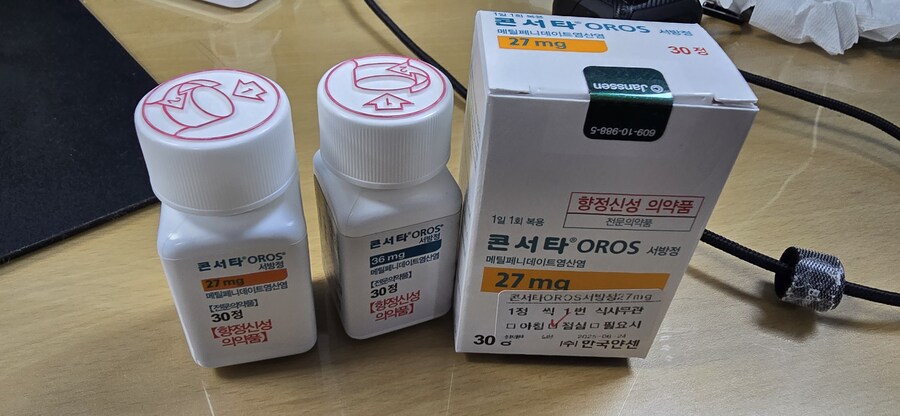 콘서타® OROS®
서방정
27 mg
메틸페니데이트염산염
[전문의약품]
30정
[향정신성
의약품]
콘서타® OROS®
서방정
36 mg
메틸페니데이트염산염
[전문의약품]
30정
[향정신성
의약품]
1일 1회 복용
콘서타® OROS 서방정
메틸페니데이트염산염
27 mg
30정
Janssen
609-10-988-5
향정신성 의약품
전문의약품
1일 1회 복용
콘서타® OROS 서방정
메틸페니데이트염산염
27 mg
콘서타OROS서방정27mg
1정 씩 1번 식사무관
□ 아침 □ 점심 □ 필요시
30
(주) 한국얀센